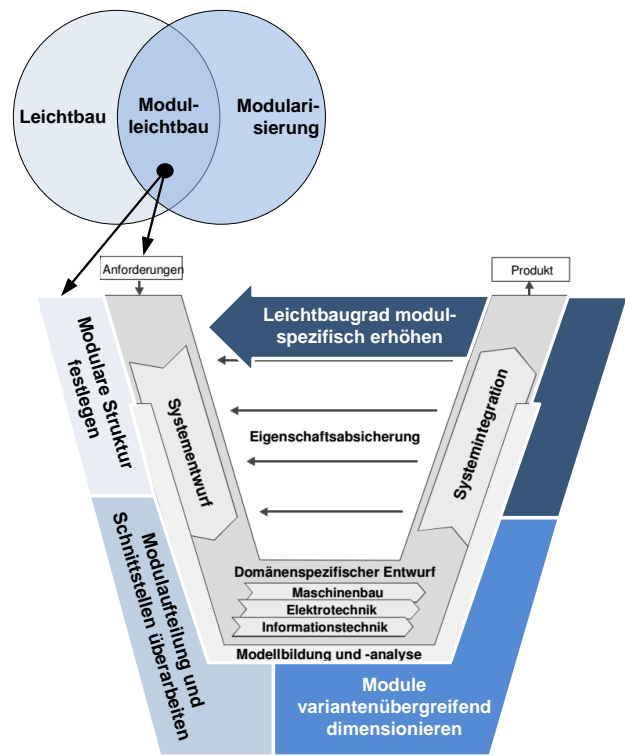 Leichtbau
Modul-
leichtbau
Modulari-
sierung
Anforderungen
Produkt
Leichtbaugrad modul-
spezifisch erhöhen
Modulare Struktur
festlegen
Systementwurf
Eigenschaftsabsicherung
Systemintegration
Domänenspezifischer Entwurf
Maschinenbau
Elektrotechnik
Informationstechnik
Modellbildung und -analyse
Modulaufteilung und
Schnittstellen überarbeiten
Module
variantenübergreifend
dimensionieren